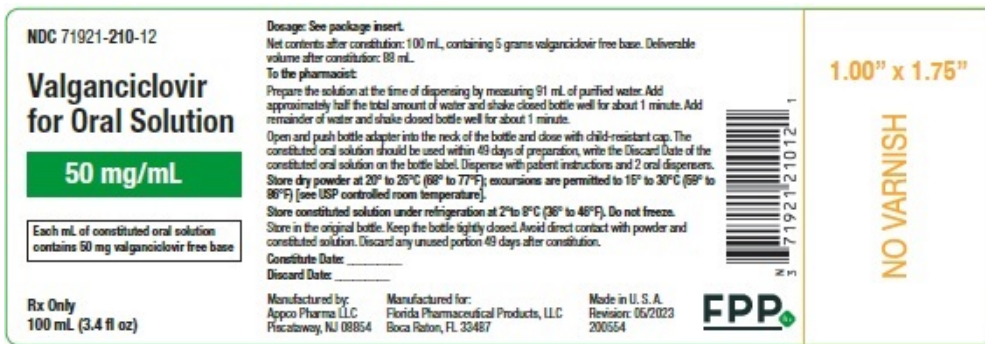 NDC 71921-210-12
Valganciclovir
for Oral Solution
50 mg/mL
Each mL of constituted oral solution
contains 50 mg valganciclovir free base
Rx Only
100 mL (3.4 fl oz)
Dosage: See package insert.
Net contents after constitution: 100 mL, containing 5 grams valganciclovir free base. Deliverable
volume after constitution: 88 mL.
To the pharmacist:
Prepare the solution at the time of dispensing by measuring 91 mL of purified water. Add
approximately half the total amount of water and shake closed bottle well for about 1 minute. Add
remainder of water and shake closed bottle well for about 1 minute.
Open and push bottle adapter into the neck of the bottle and close with child-resistant cap. The
constituted oral solution should be used within 49 days of preparation, write the Discard Date of the
constituted oral solution on the bottle label. Dispense with patient instructions and 2 oral dispensers.
Store dry powder at 20° to 25°C (68° to 77°F); excursions are permitted to 15° to 30°C (59° to
86°F) [see USP controlled room temperature].
Store constituted solution under refrigeration at 2°to 8°C (36° to 46°F). Do not freeze.
Store in the original bottle. Keep the bottle tightly closed. Avoid direct contact with powder and
constituted solution. Discard any unused portion 49 days after constitution.
Constitute Date: __________
Discard Date: __________
Manufactured by:
Appco Pharma LLC
Piscataway, NJ 08854
Manufactured for:
Florida Pharmaceutical Products, LLC
Boca Raton, FL 33487
Made in U. S. A.
Revision: 05/2023
200554
N
3 71921 21012 1
FPP
1.00” x 1.75”
NO VARNISH